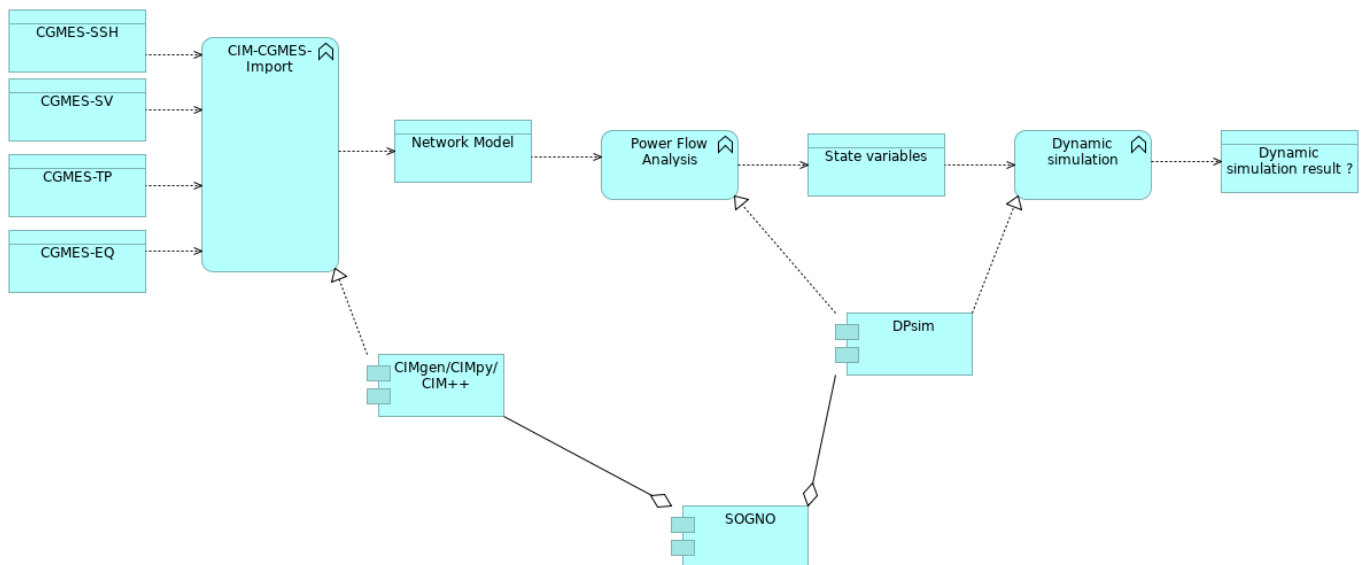 CGMES-SSH
CGMES-SV
CGMES-TP
CGMES-EQ
CIM-CGMES-
Import
Network Model
Power Flow
Analysis
State variables
Dynamic
simulation
Dynamic
simulation result ?
CIMgen/CIMpy/
CIM++
DPsim
SOGNO